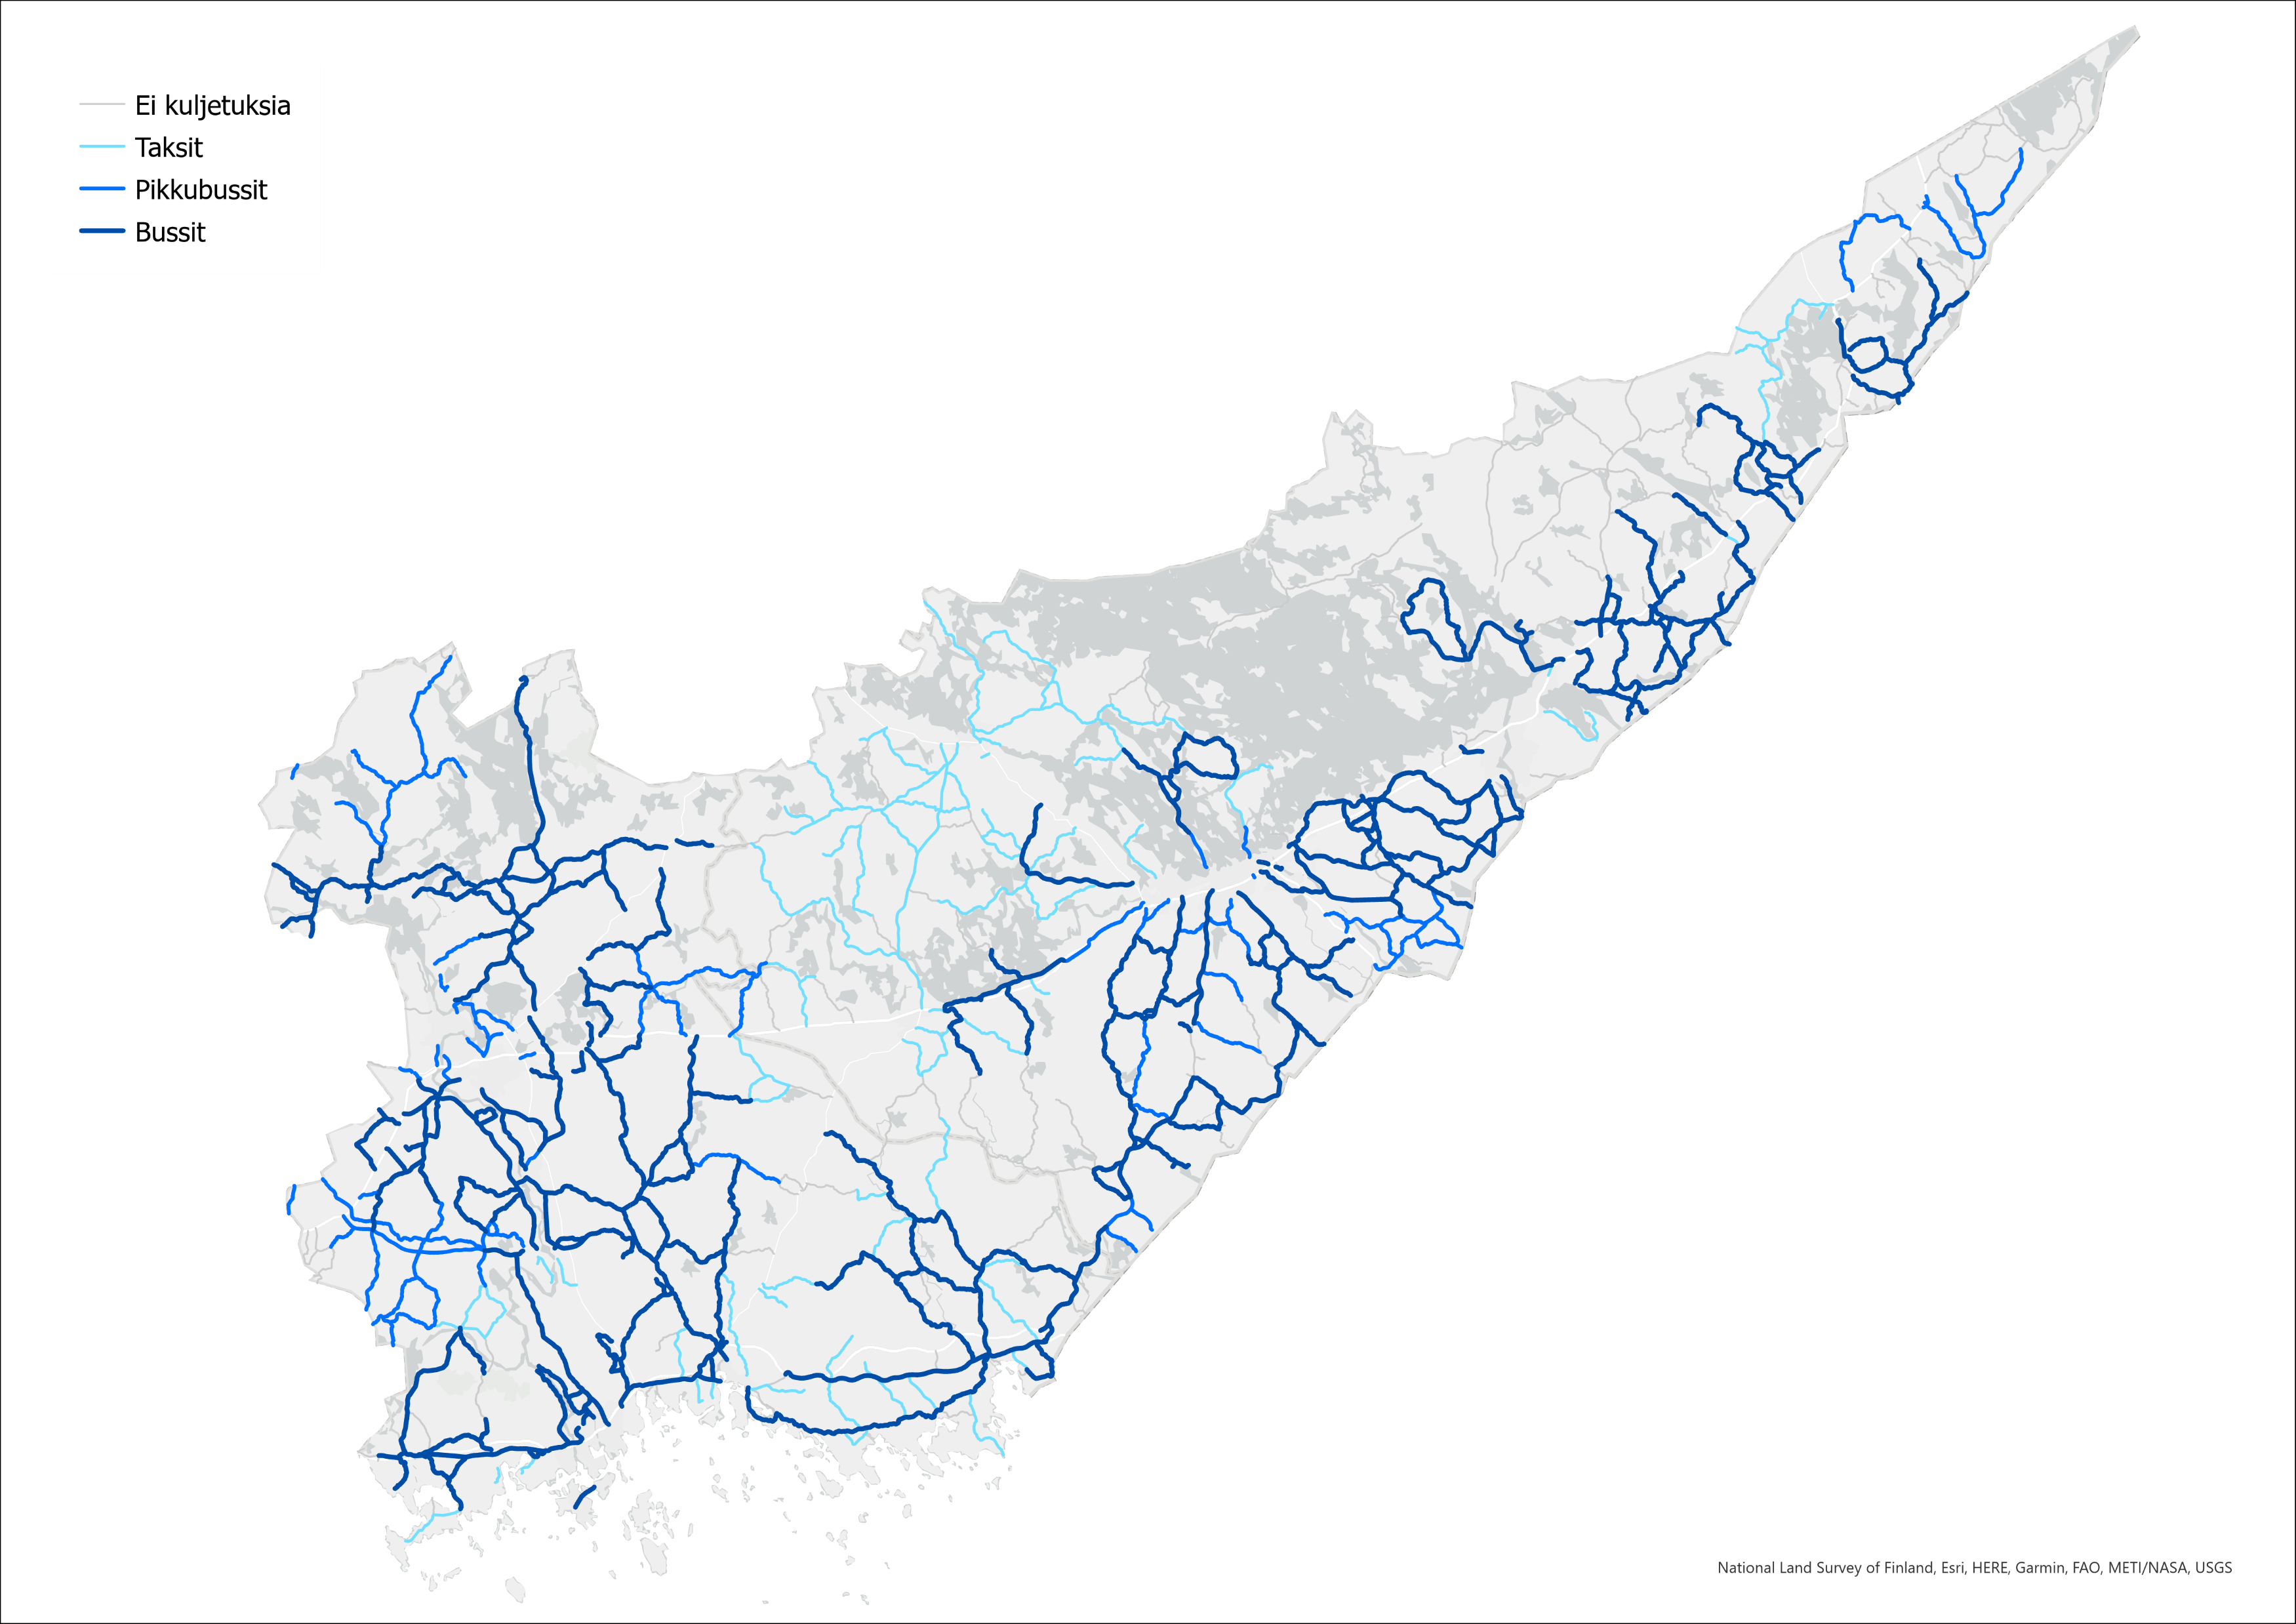 Ei kuljetuksia
Taksit
Pikkubussit
Bussit
National Land Survey of Finland, Esri, HERE, Garmin, FAO, METI/NASA, USGS